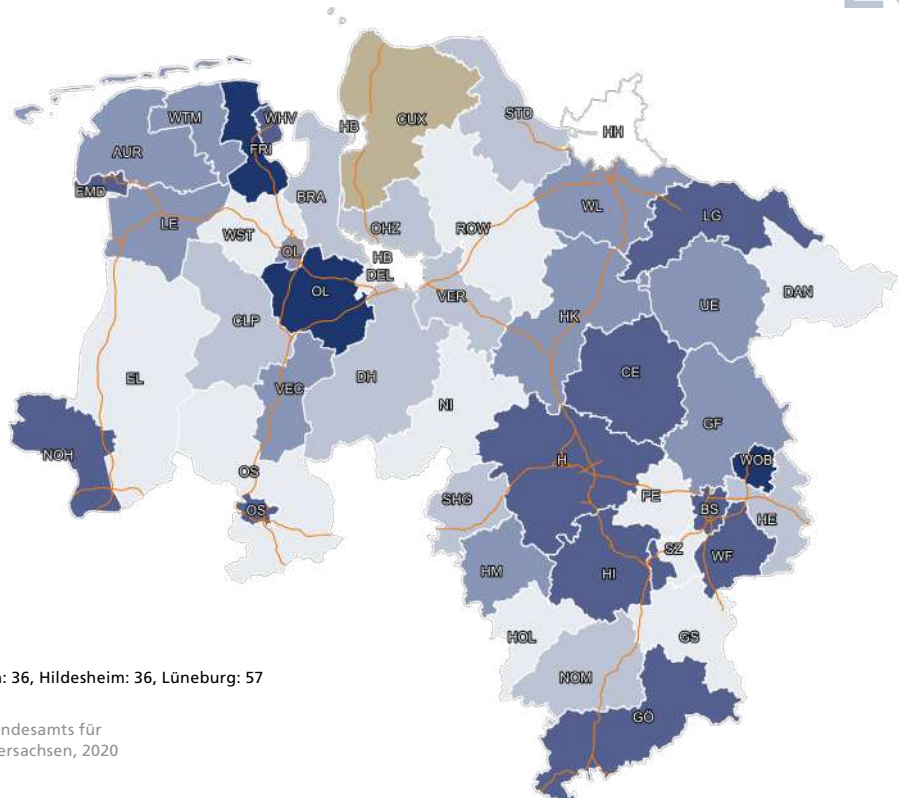 WTM
WHV
HB
CUX
STD
HH
AUR
FRI
EMD
BRA
LE
WST
OHZ
ROW
WL
LG
OL
HB
DEL
OL
VER
DAN
UE
CLP
HK
EL
DH
CE
VEC
NI
GF
NOH
H
WOB
OS
SHG
PE
BS
HE
OS
SZ
WF
HM
HI
HOL
GS
NOM
GÖ
: 36, Hildesheim: 36, Lüneburg: 57
ndesamts für
ersachsen, 2020